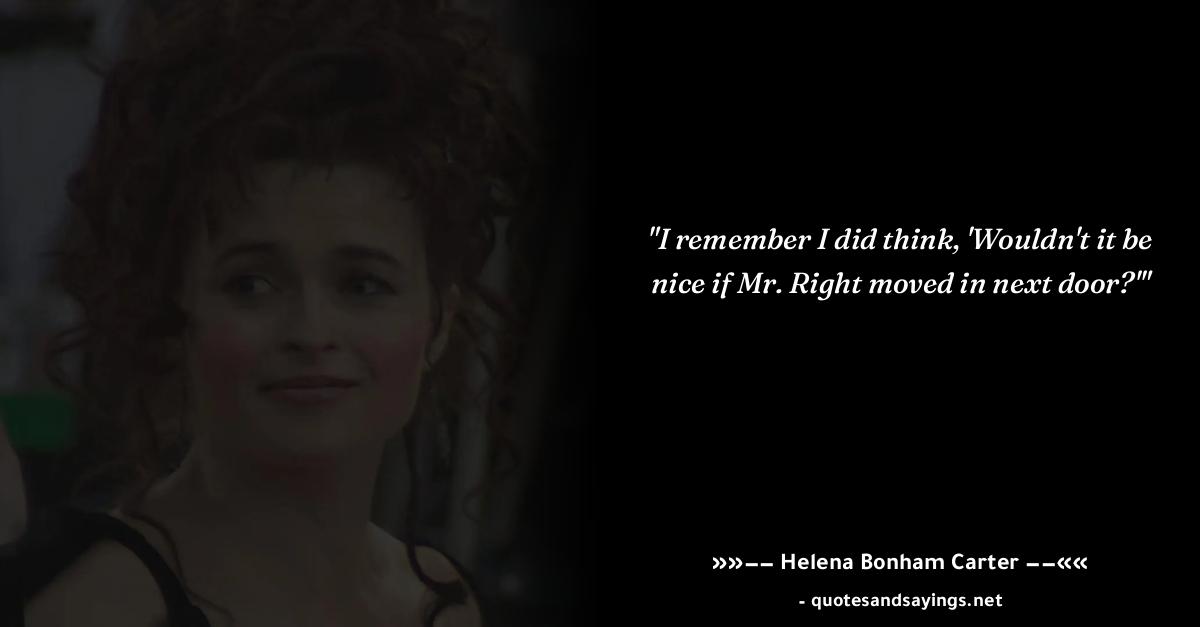 "I remember I did think, 'Wouldn't it be
nice if Mr. Right moved in next door?'"
»»–– Helena Bonham Carter ––««
- quotesandsayings.net